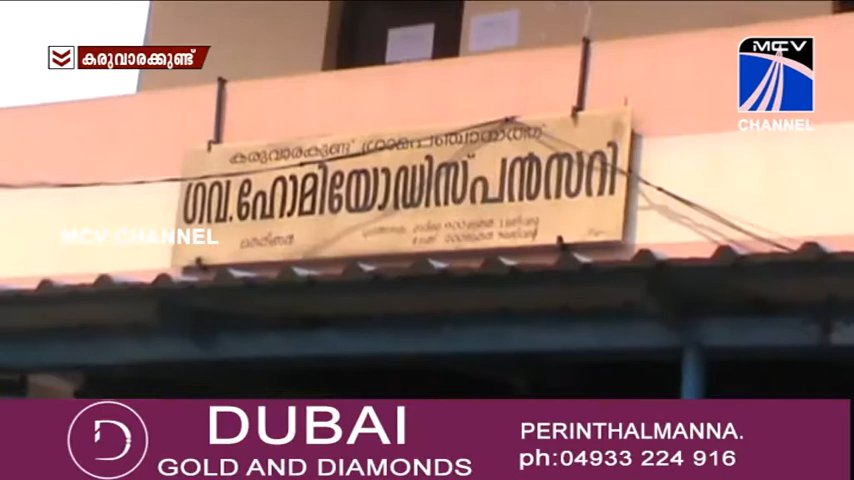 കരുവാരക്കുണ്ട്
MCV
CHANNEL
കരുവാരകുണ്ട് ഗ്രാമപഞ്ചായത്ത്
ഗവ.ഹോമിയോഡിസ്പൻസറി
MCV CHANNEL
DUBAI
GOLD AND DIAMONDS
PERINTHALMANNA.
ph:04933 224 916